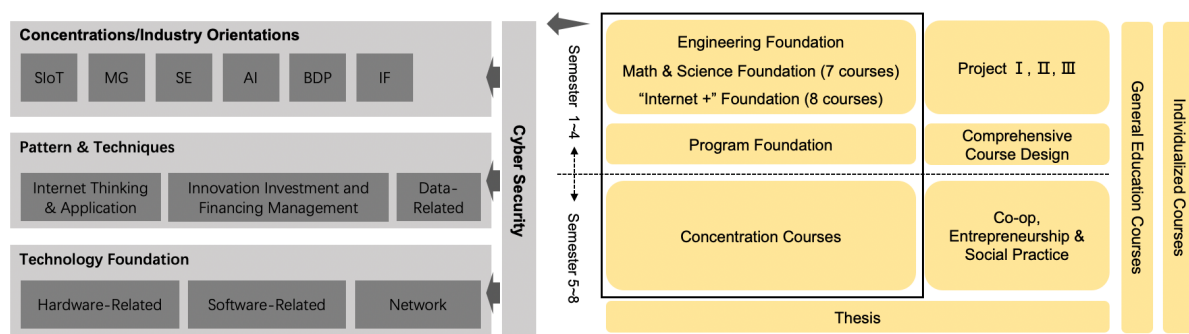 Concentrations/Industry Orientations
SIoT
MG
SE
AI
BDP
IF
Pattern & Techniques
Internet Thinking
& Application
Innovation Investment and
Financing Management
Data-
Related
Technology Foundation
Hardware-Related
Software-Related
Network
Cyber Security
Semester 1~4
Semester 5~8
Engineering Foundation
Math & Science Foundation (7 courses)
“Internet +” Foundation (8 courses)
Program Foundation
Concentration Courses
Project Ⅰ, Ⅱ, Ⅲ
Comprehensive
Course Design
Co-op,
Entrepreneurship &
Social Practice
Thesis
General Education Courses
Individualized Courses